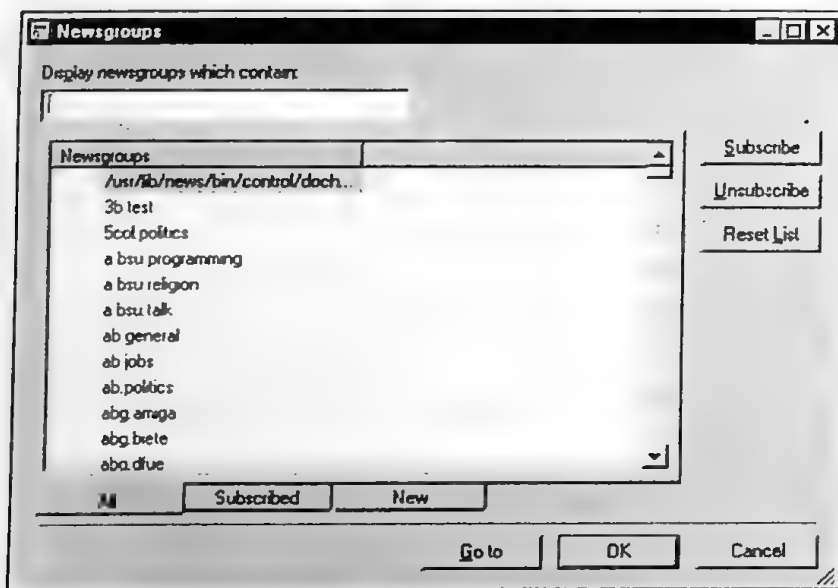 Newsgroups
Display newsgroups which contain:
Newsgroups
/usr/lib/news/bin/control/doch...
3b test
5col politics
a bsu programming
a bsu religion
a bsu talk
ab general
ab jobs
ab.politics
abg.amiga
abg.biete
abg.dfue
Subscribe
Unsubscribe
Reset List
All
Subscribed
New
Go to
OK
Cancel